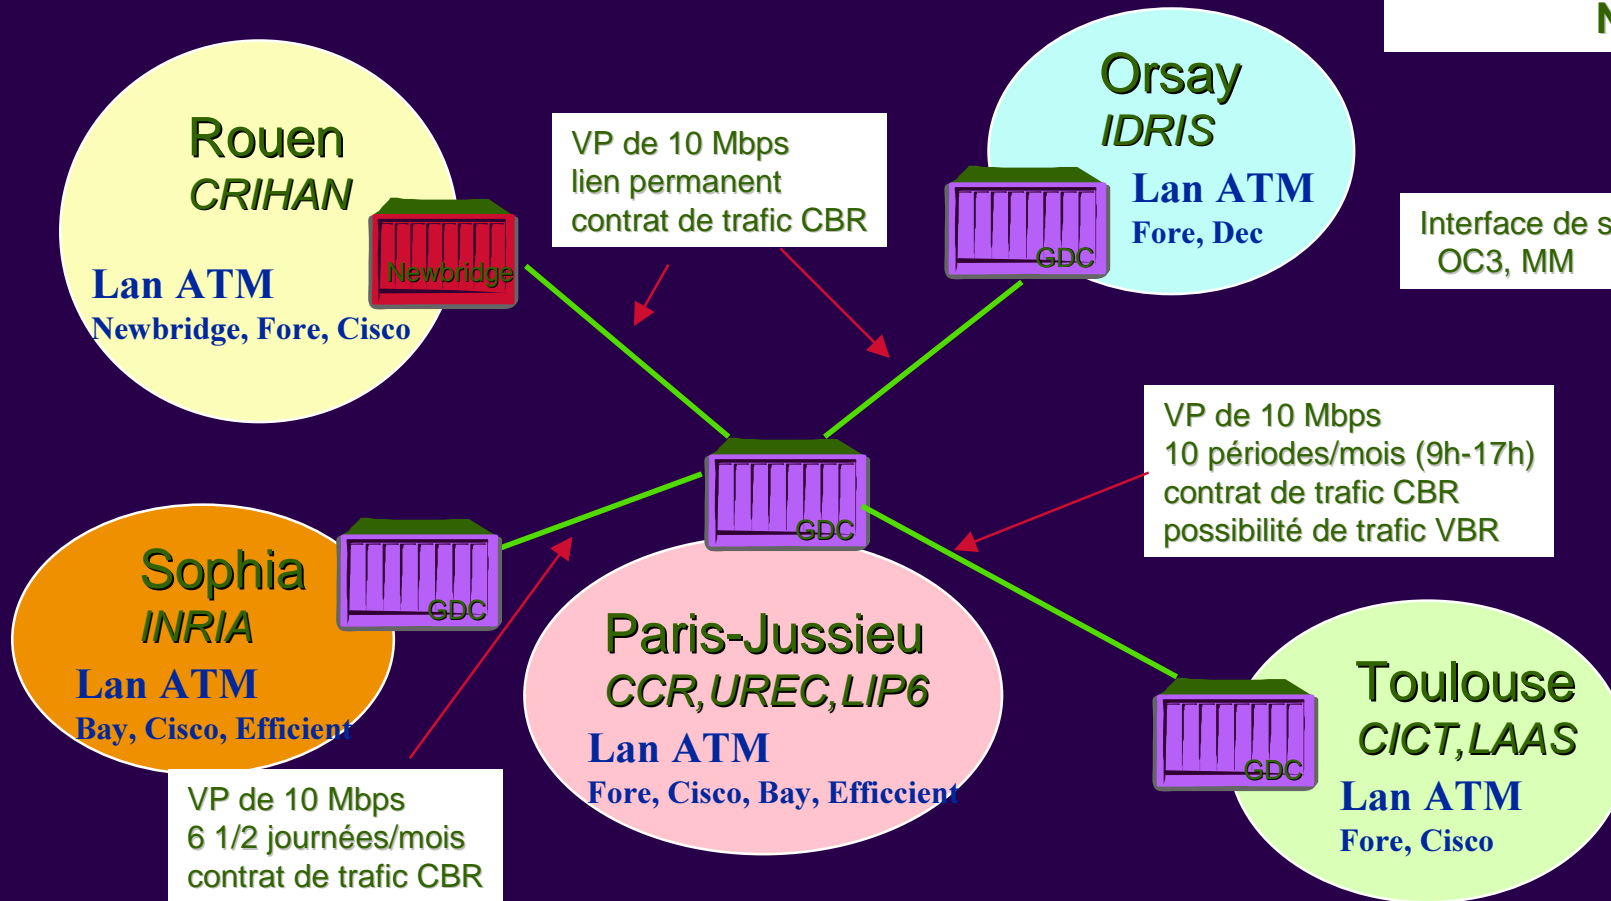 N
Rouen
CRIHAN
Newbridge
Lan ATM
Newbridge, Fore, Cisco
VP de 10 Mbps
lien permanent
contrat de trafic CBR
Orsay
IDRIS
Lan ATM
Fore, Dec
GDC
Interface de s
OC3, MM
VP de 10 Mbps
10 périodes/mois (9h-17h)
contrat de trafic CBR
possibilité de trafic VBR
GDC
Sophia
INRIA
GDC
Lan ATM
Bay, Cisco, Efficient
Paris-Jussieu
CCR,UREC,LIP6
Lan ATM
Fore, Cisco, Bay, Efficcient
Toulouse
CICT,LAAS
GDC
Lan ATM
Fore, Cisco
VP de 10 Mbps
6 1/2 journées/mois
contrat de trafic CBR